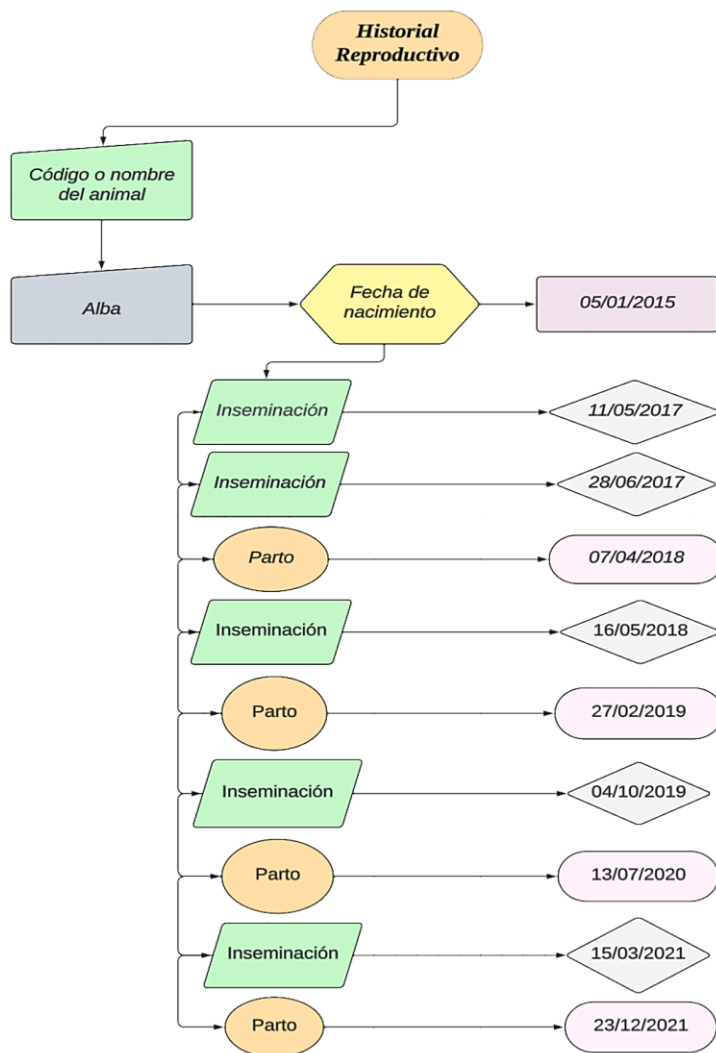 Historial
Reproductivo
Código o nombre
del animal
Alba
Fecha de
nacimiento
05/01/2015
Inseminación
11/05/2017
Inseminación
28/06/2017
Parto
07/04/2018
Inseminación
16/05/2018
Parto
27/02/2019
Inseminación
04/10/2019
Parto
13/07/2020
Inseminación
15/03/2021
Parto
23/12/2021